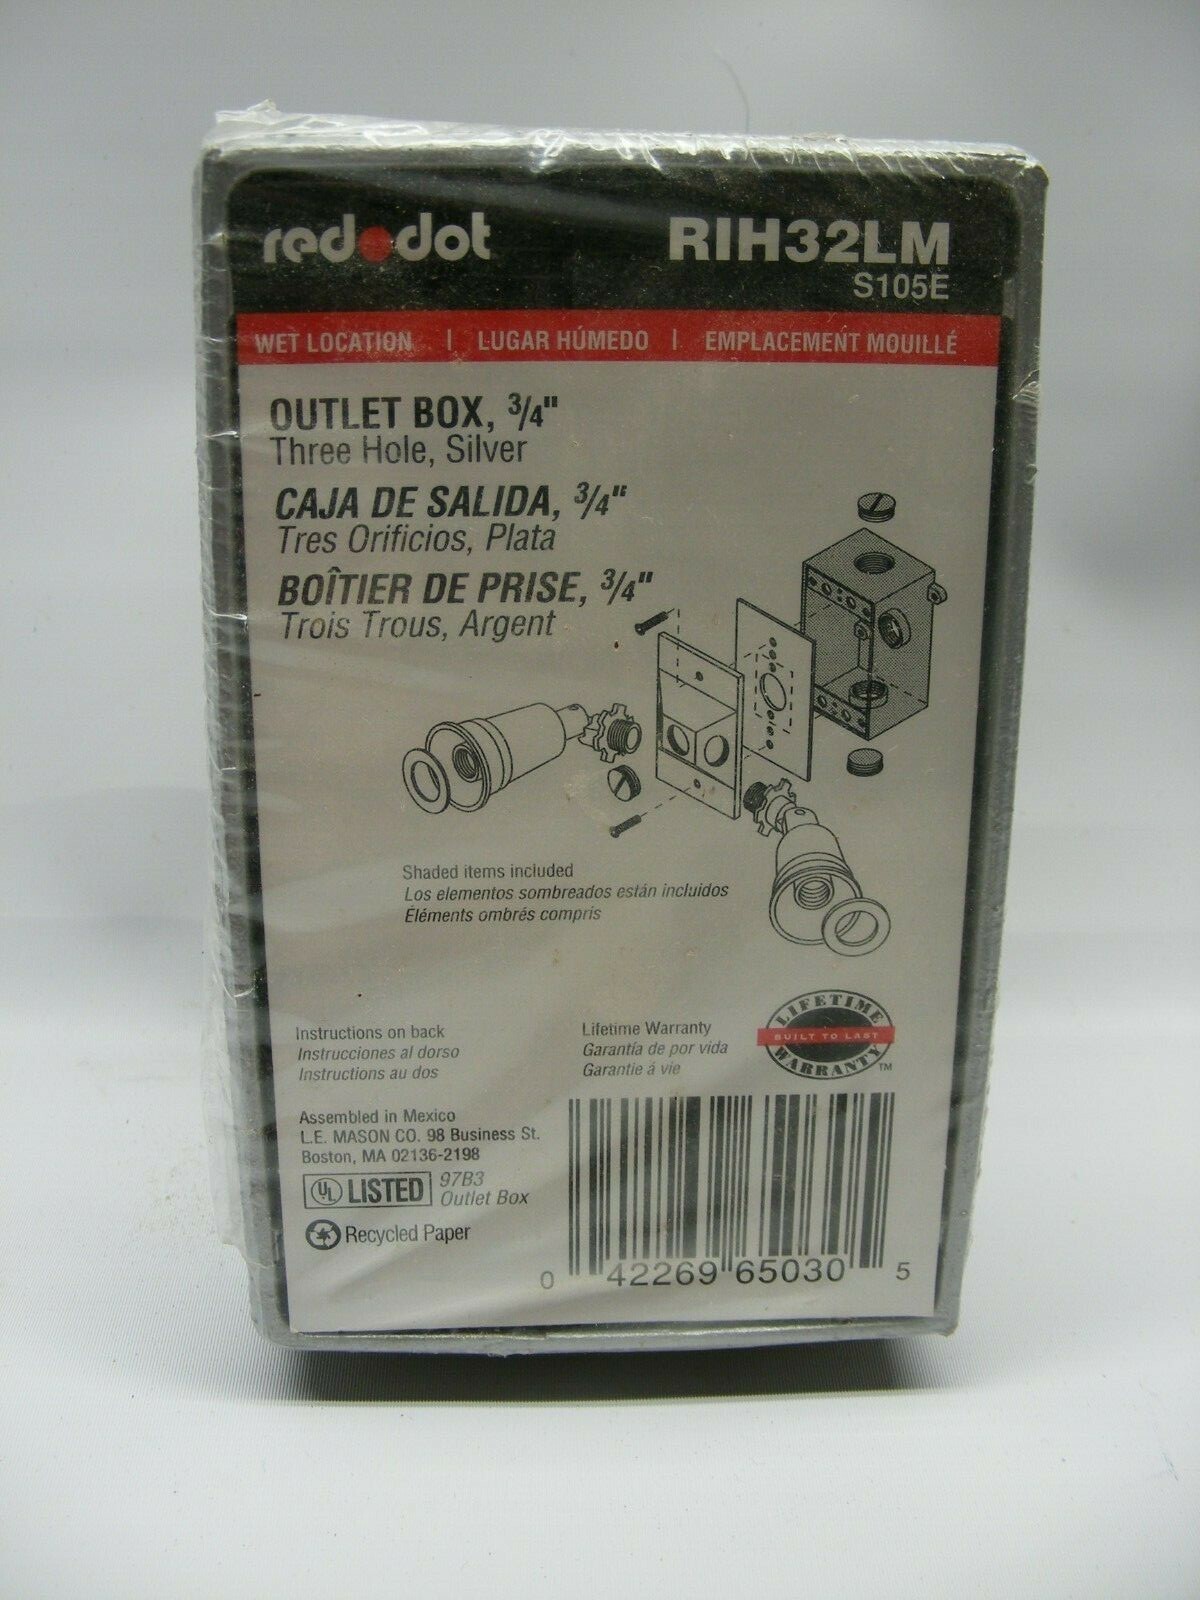 red dot
RIH32LM
S105E
WET LOCATION | LUGAR HÚMEDO | EMPLACEMENT MOUILLÉ
OUTLET BOX, 3/4"
Three Hole, Silver
CAJA DE SALIDA, 3/4"
Tres Orificios, Plata
BOÎTIER DE PRISE, 3/4"
Trois Trous, Argent
Shaded items included
Los elementos sombreados están incluidos
Éléments ombrés compris
Instructions on back
Instrucciones al dorso
Instructions au dos
Lifetime Warranty
Garantía de por vida
Garantie á vie
LIFETIME
BUILT TO LAST
WARRANTY™
Assembled in Mexico
L.E. MASON CO. 98 Business St.
Boston, MA 02136-2198
UL LISTED
97B3
Outlet Box
Recycled Paper
0 42269 65030 5